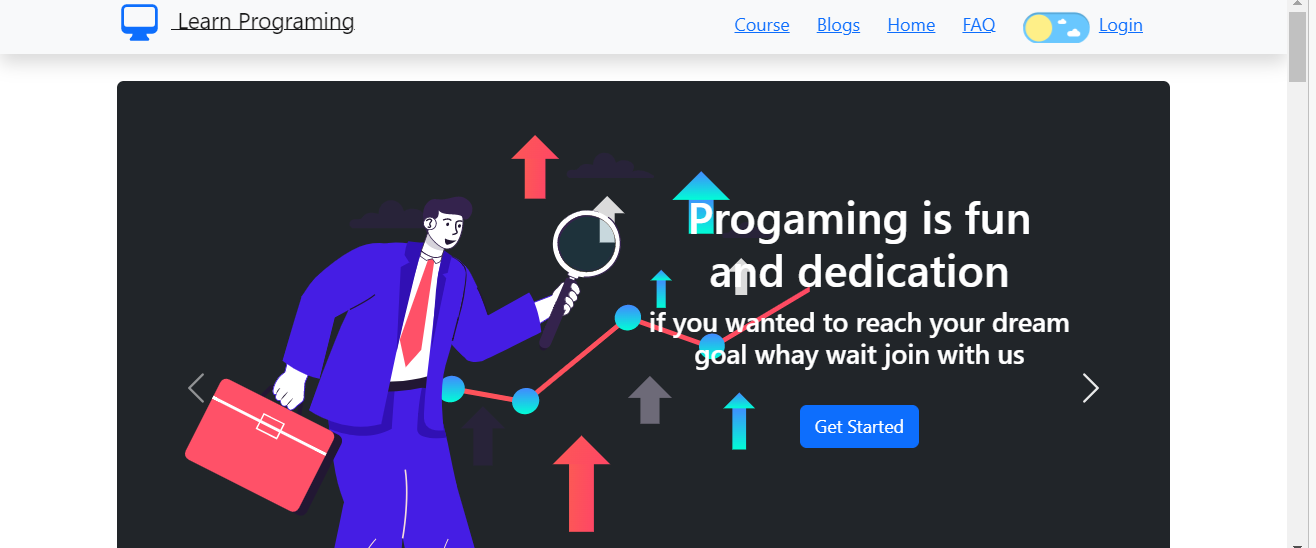 Learn Programing
Course Blogs Home FAQ Login
Progaming is fun
and dedication
if you wanted to reach your dream
goal whay wait join with us
Get Started